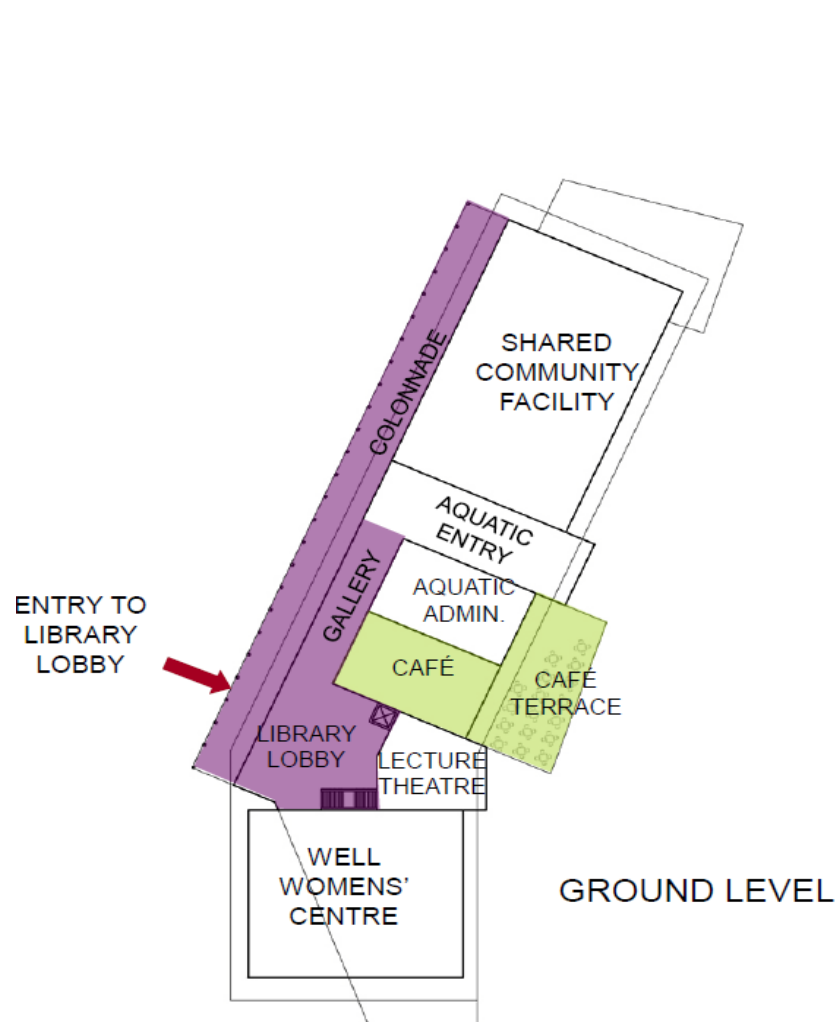 SHARED
COMMUNITY
FACILITY
COLONNADE
AQUATIC
ENTRY
GALLERY
AQUATIC
ADMIN.
ENTRY TO
LIBRARY
LOBBY
CAFÉ
CAFÉ
TERRACE
LIBRARY
LOBBY
LECTURE
THEATRE
WELL
WOMENS'
CENTRE
GROUND LEVEL